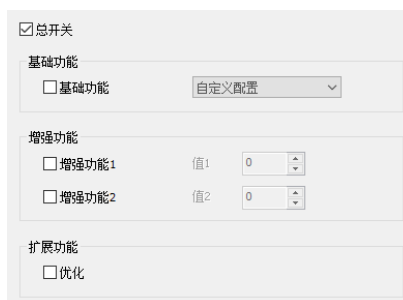 总开关
基础功能
基础功能 自定义配置
增强功能
增强功能1 值1 0
增强功能2 值2 0
扩展功能
优化